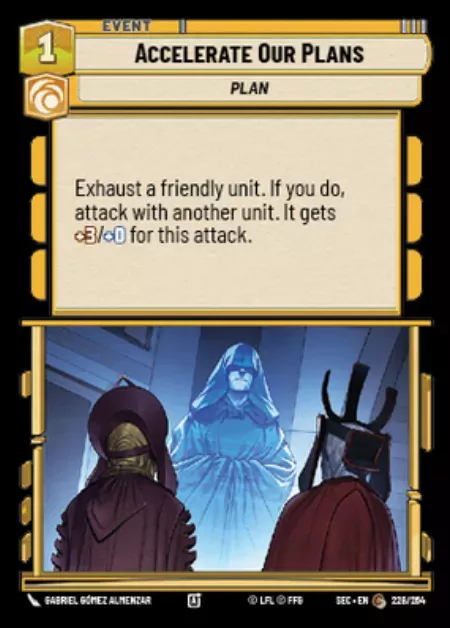 EVENT
1
ACCELERATE OUR PLANS
PLAN
Exhaust a friendly unit. If you do,
attack with another unit. It gets
+3/+0 for this attack.
GABRIEL GÓMEZ ALMENZAR A © LFL © FFG SEC • EN C 226/264